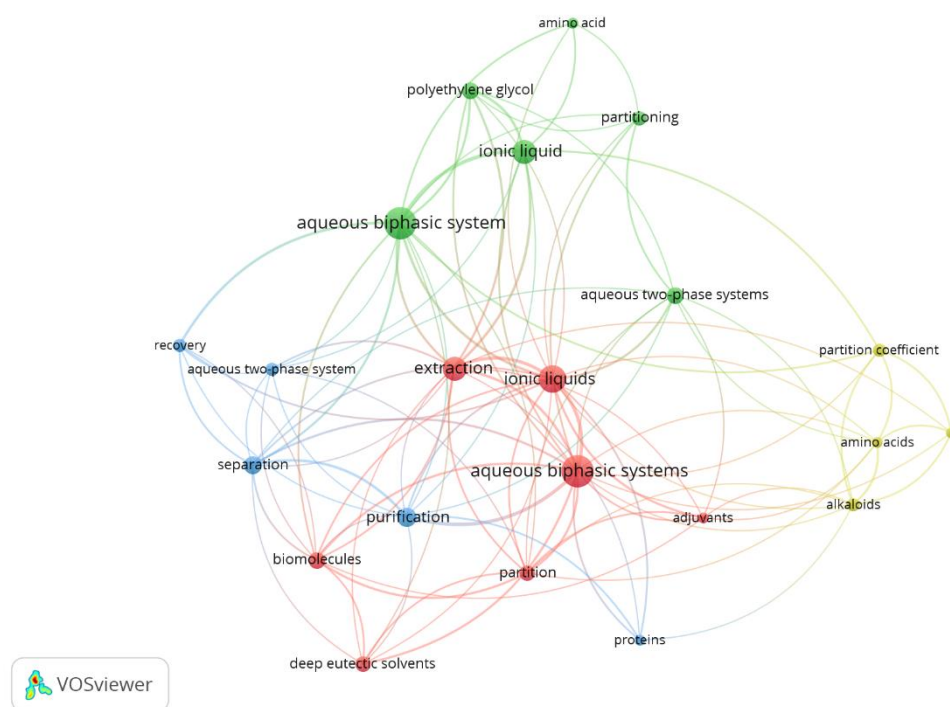 amino acid
polyethylene glycol
partitioning
ionic liquid
aqueous biphasic system
aqueous two-phase systems
recovery
partition coefficient
aqueous two-phase system
extraction
ionic liquids
amino acids
separation
aqueous biphasic systems
alkaloids
purification
adjuvants
biomolecules
partition
proteins
deep eutectic solvents
VOSviewer